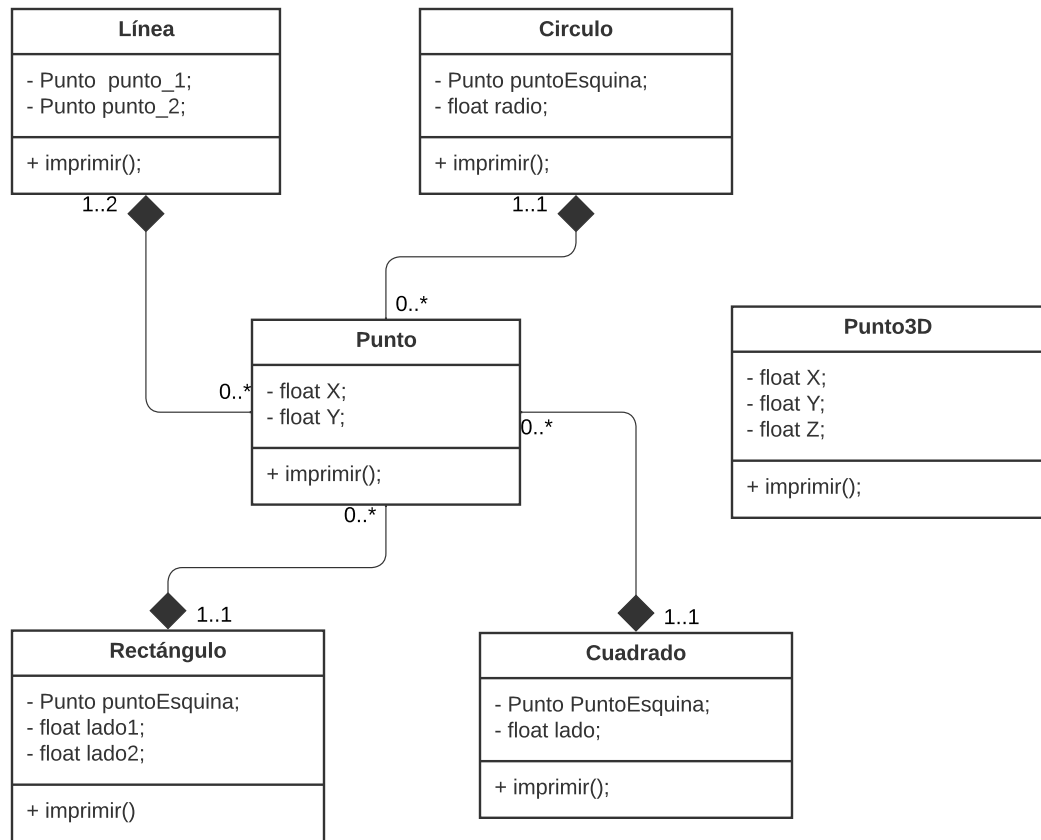 Línea
- Punto  punto_1;
- Punto punto_2;
+ imprimir();
1..2
Circulo
- Punto puntoEsquina;
- float radio;
+ imprimir();
1..1
0..*
Punto
- float X;
- float Y;
+ imprimir();
0..*
0..*
0..*
Punto3D
- float X;
- float Y;
- float Z;
+ imprimir();
1..1
Rectángulo
- Punto puntoEsquina;
- float lado1;
- float lado2;
+ imprimir()
1..1
Cuadrado
- Punto PuntoEsquina;
- float lado;
+ imprimir();